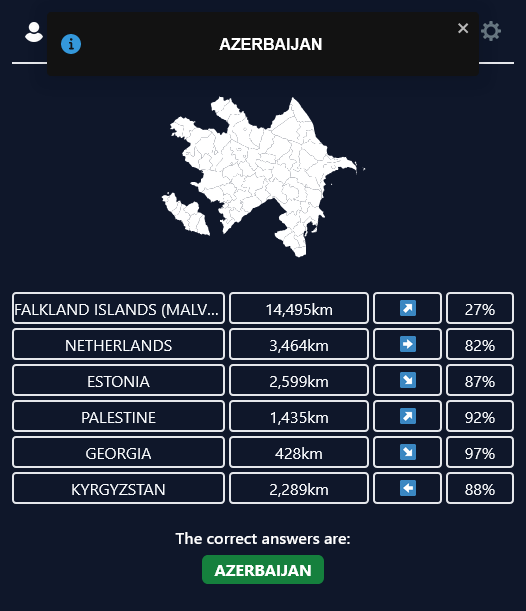 AZERBAIJAN
FALKLAND ISLANDS (MALV... 14,495km 27%
NETHERLANDS 3,464km 82%
ESTONIA 2,599km 87%
PALESTINE 1,435km 92%
GEORGIA 428km 97%
KYRGYZSTAN 2,289km 88%
The correct answers are:
AZERBAIJAN